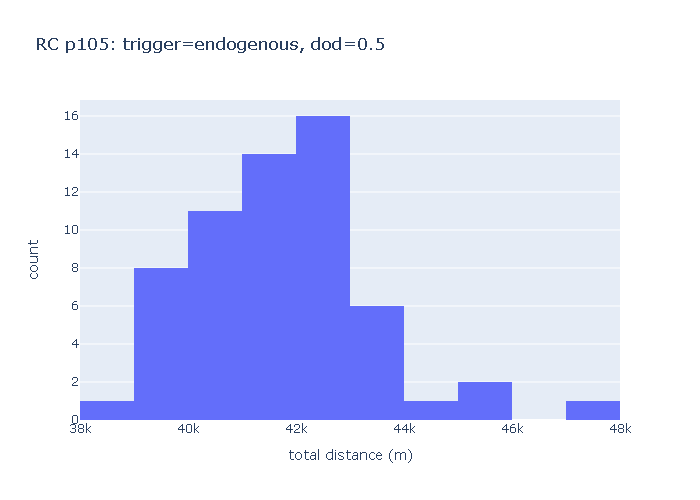 RC p105: trigger=endogenous, dod=0.5
16
14
12
10
8
6
4
2
0
count
38k 40k 42k 44k 46k 48k
total distance (m)